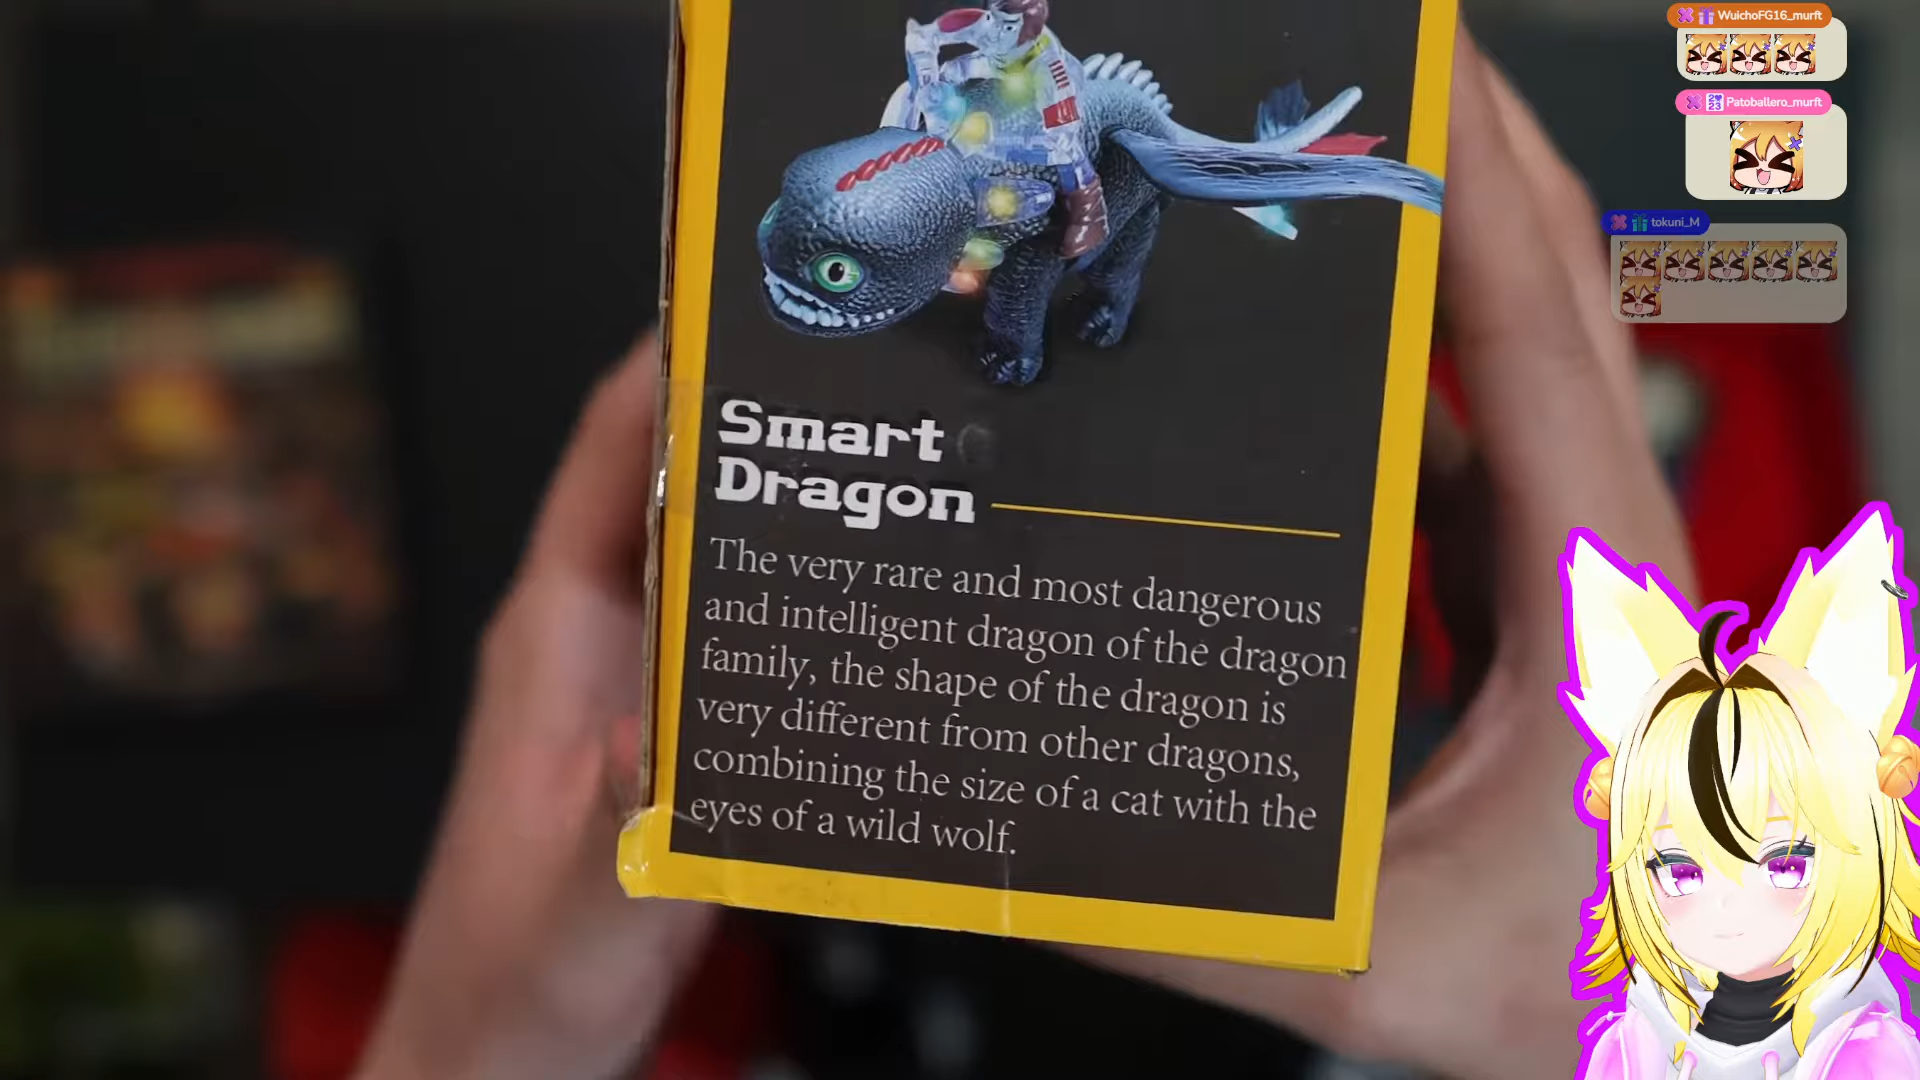 WuichoFG16_murft
Patoballero_murft
tokuni_M
Smart
Dragon
The very rare and most dangerous
and intelligent dragon of the dragon
family, the shape of the dragon is
very different from other dragons,
combining the size of a cat with the
eyes of a wild wolf.